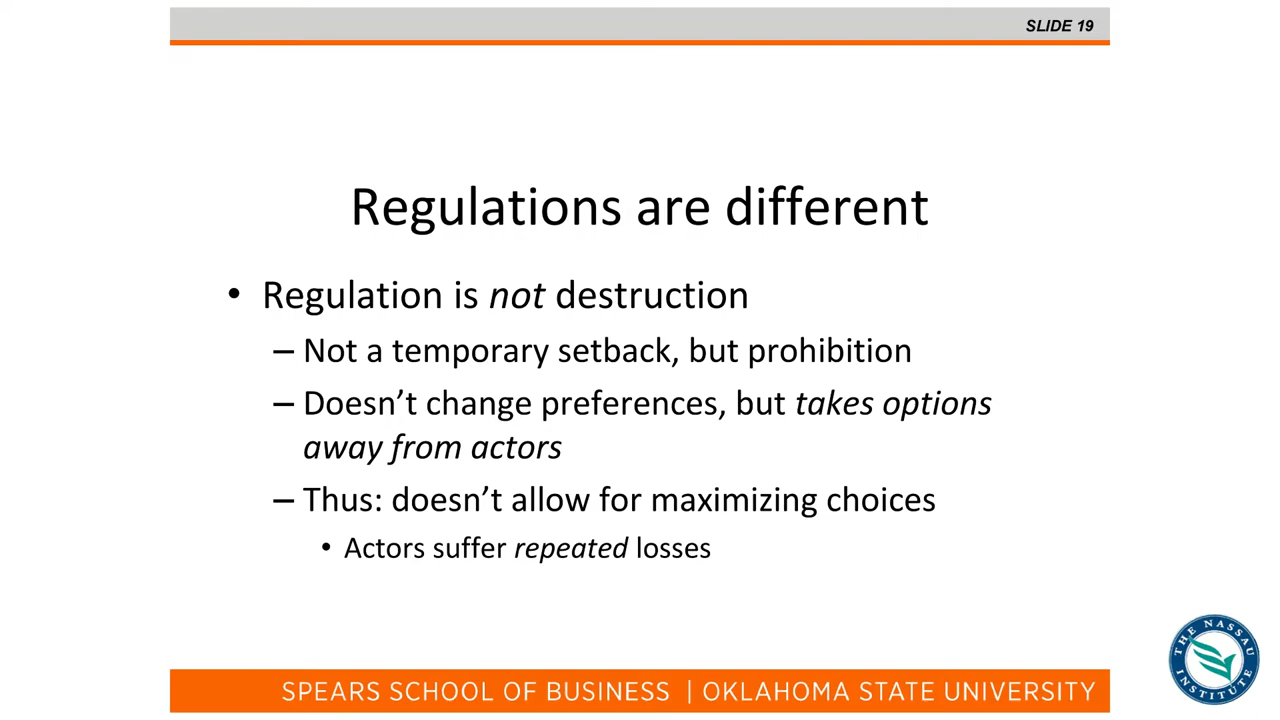 SLIDE 19
Regulations are different
• Regulation is not destruction
– Not a temporary setback, but prohibition
– Doesn’t change preferences, but takes options
away from actors
– Thus: doesn’t allow for maximizing choices
• Actors suffer repeated losses
THE NASSAU INSTITUTE
SPEARS SCHOOL OF BUSINESS | OKLAHOMA STATE UNIVERSITY